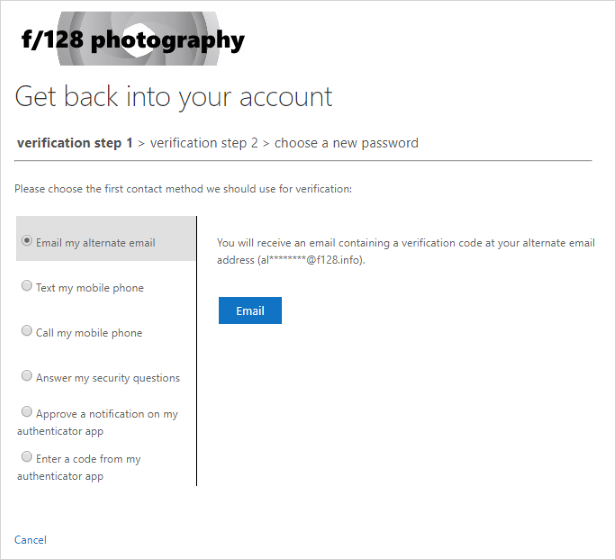 f/128 photography
Get back into your account
verification step 1 > verification step 2 > choose a new password
Please choose the first contact method we should use for verification:
Email my alternate email
You will receive an email containing a verification code at your alternate email
address (al********@f128.info).
Text my mobile phone
Email
Call my mobile phone
Answer my security questions
Approve a notification on my
authenticator app
Enter a code from my
authenticator app
Cancel